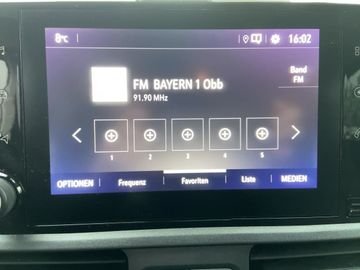 8°C
16:02
FM BAYERN 1 Obb
91.90 MHz
Band
FM
1 2 3 4 5
OPTIONEN Frequenz Favoriten Liste MEDIEN